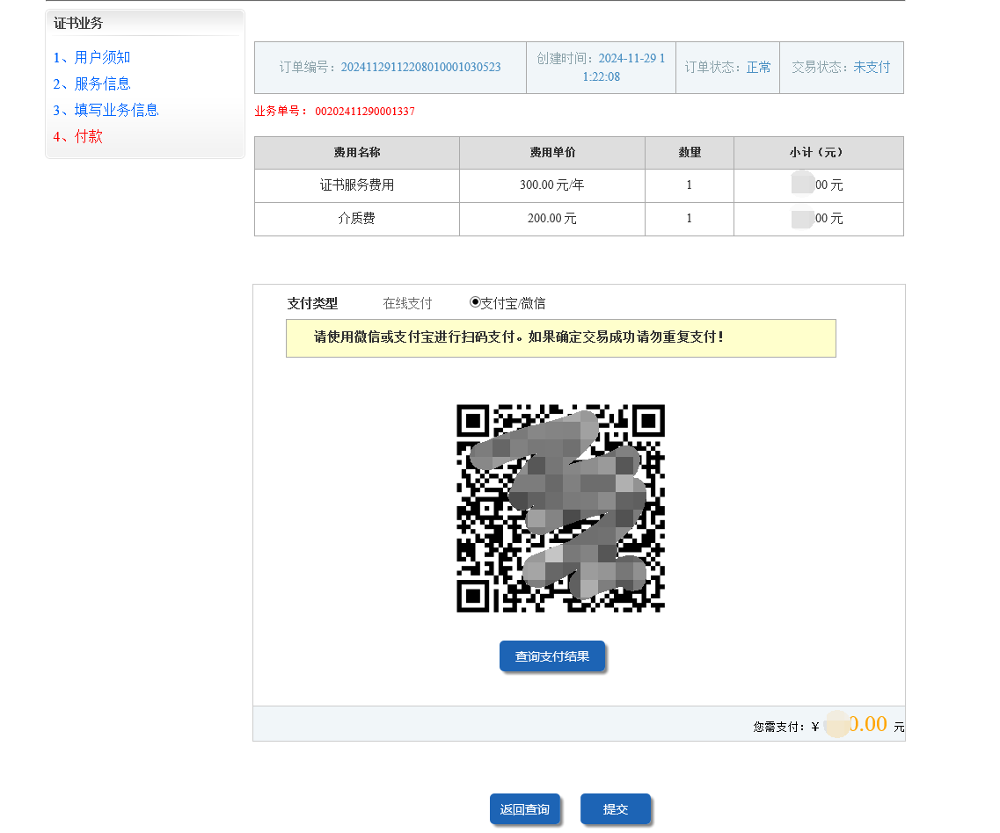 证书业务
1、用户须知
2、服务信息
3、填写业务信息
4、付款
订单编号：20241129112208010001030523
创建时间：2024-11-29 1
1:22:08
订单状态：正常
交易状态：未支付
业务单号： 00202411290001337
费用名称 费用单价 数量 小计（元）
证书服务费用 300.00 元/年 1 00 元
介质费 200.00 元 1 00 元
支付类型 在线支付 支付宝/微信
请使用微信或支付宝进行扫码支付。如果确定交易成功请勿重复支付！
查询支付结果
您需支付：￥ 0.00 元
返回查询 提交